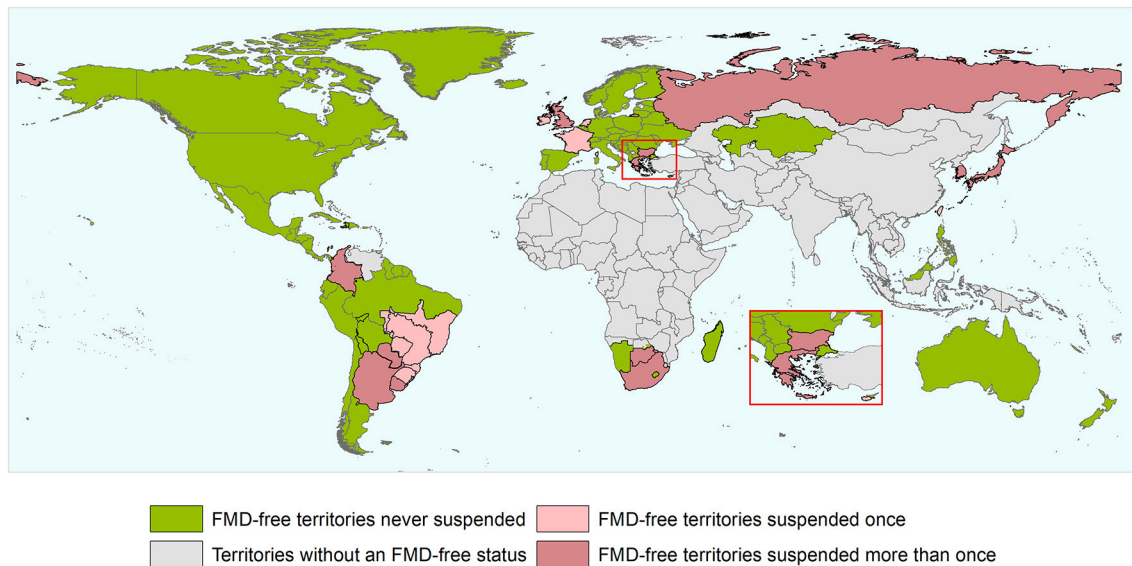 FMD-free territories never suspended
FMD-free territories suspended once
Territories without an FMD-free status
FMD-free territories suspended more than once